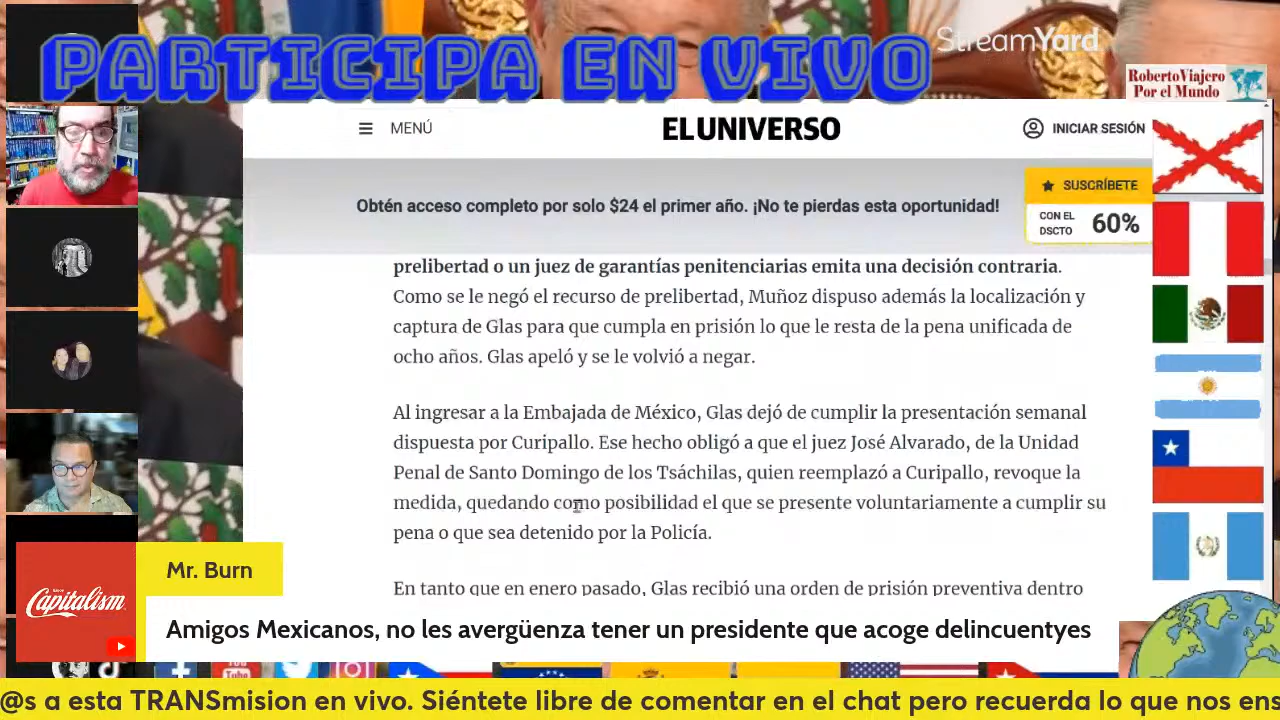 PARTICIPA EN VIVO
StreamYard
RobertoViajero
Por el Mundo
MENÚ
EL UNIVERSO
INICIAR SESIÓN
SUSCRÍBETE
Obtén acceso completo por solo $24 el primer año. ¡No te pierdas esta oportunidad!
CON EL
DSCTO
60%
prelibertad o un juez de garantías penitenciarias emita una decisión contraria.
Como se le negó el recurso de prelibertad, Muñoz dispuso además la localización y
captura de Glas para que cumpla en prisión lo que le resta de la pena unificada de
ocho años. Glas apeló y se le volvió a negar.
Al ingresar a la Embajada de México, Glas dejó de cumplir la presentación semanal
dispuesta por Curipallo. Ese hecho obligó a que el juez José Alvarado, de la Unidad
Penal de Santo Domingo de los Tsáchilas, quien reemplazó a Curipallo, revoque la
medida, quedando como posibilidad el que se presente voluntariamente a cumplir su
pena o que sea detenido por la Policía.
En tanto que en enero pasado, Glas recibió una orden de prisión preventiva dentro
Mr. Burn
Capitalism
Amigos Mexicanos, no les avergüenza tener un presidente que acoge delincuentyes
You
Tube
@s a esta TRANSmision en vivo. Siéntete libre de comentar en el chat pero recuerda lo que nos ens